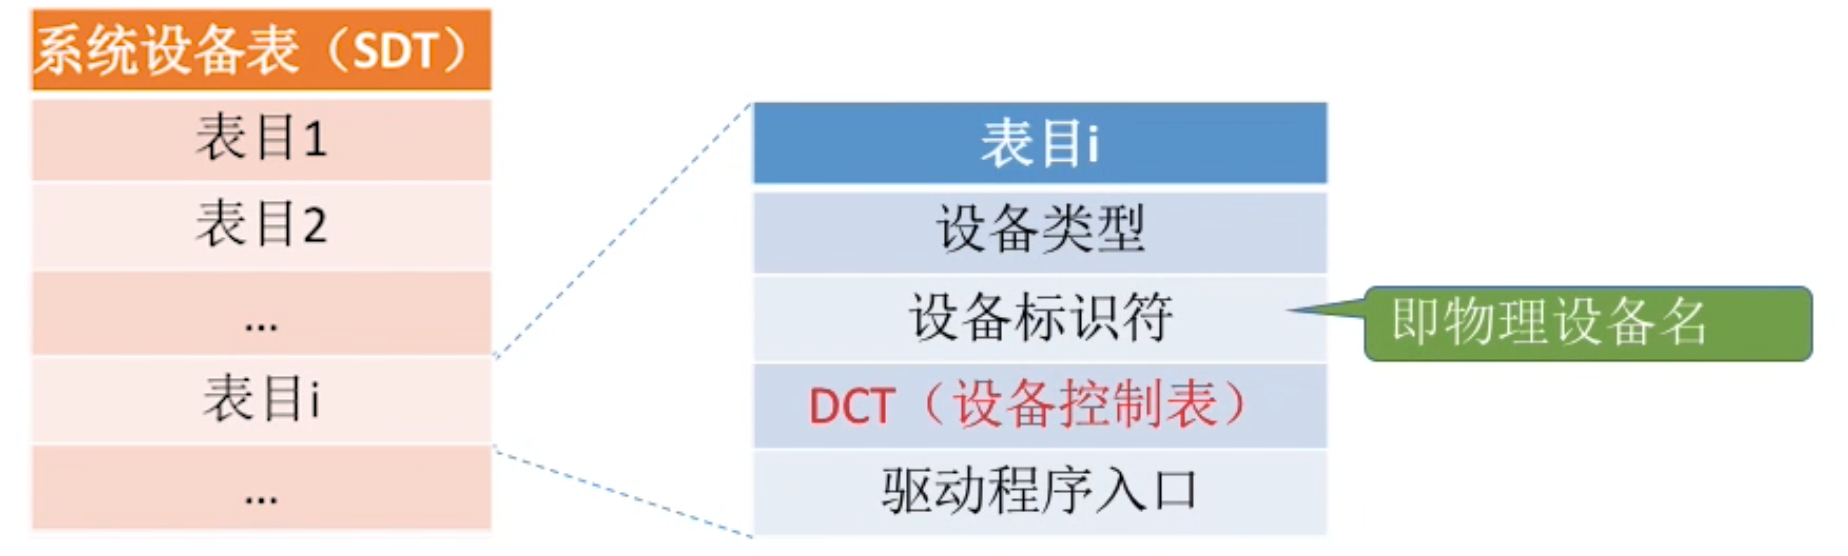 系统设备表（SDT）
表目1
表目2
...
表目i
...
表目i
设备类型
设备标识符
DCT（设备控制表）
驱动程序入口
即物理设备名